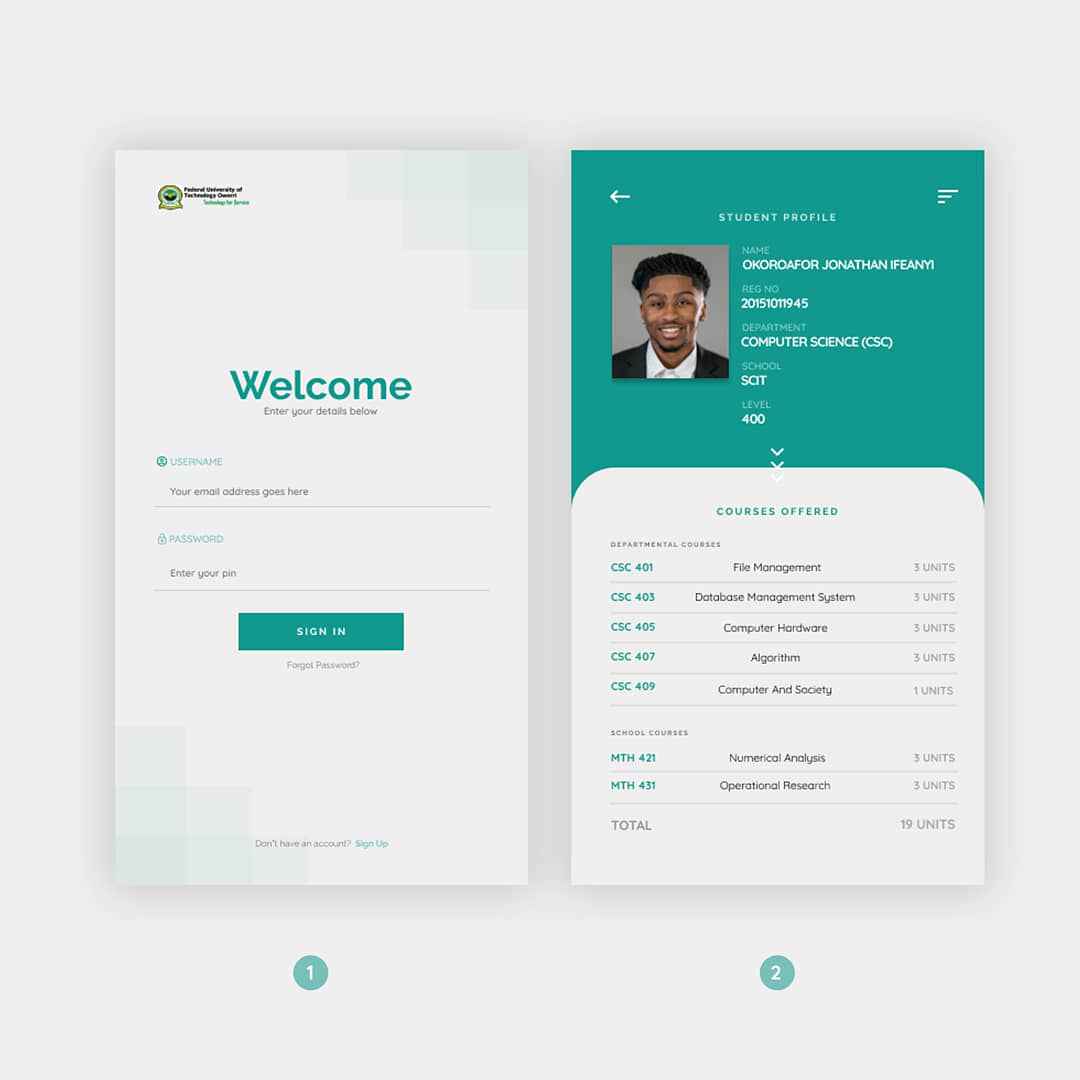 Federal University of
Technology Owerri
Technology for Service
Welcome
Enter your details below
USERNAME
Your email address goes here
PASSWORD
Enter your pin
SIGN IN
Forgot Password?
Don't have an account? Sign Up
1
STUDENT PROFILE
NAME
OKOROAFOR JONATHAN IFEANYI
REG NO
20151011945
DEPARTMENT
COMPUTER SCIENCE (CSC)
SCHOOL
SCIT
LEVEL
400
COURSES OFFERED
DEPARTMENTAL COURSES
CSC 401 File Management 3 UNITS
CSC 403 Database Management System 3 UNITS
CSC 405 Computer Hardware 3 UNITS
CSC 407 Algorithm 3 UNITS
CSC 409 Computer And Society 1 UNITS
SCHOOL COURSES
MTH 421 Numerical Analysis 3 UNITS
MTH 431 Operational Research 3 UNITS
TOTAL 19 UNITS
2